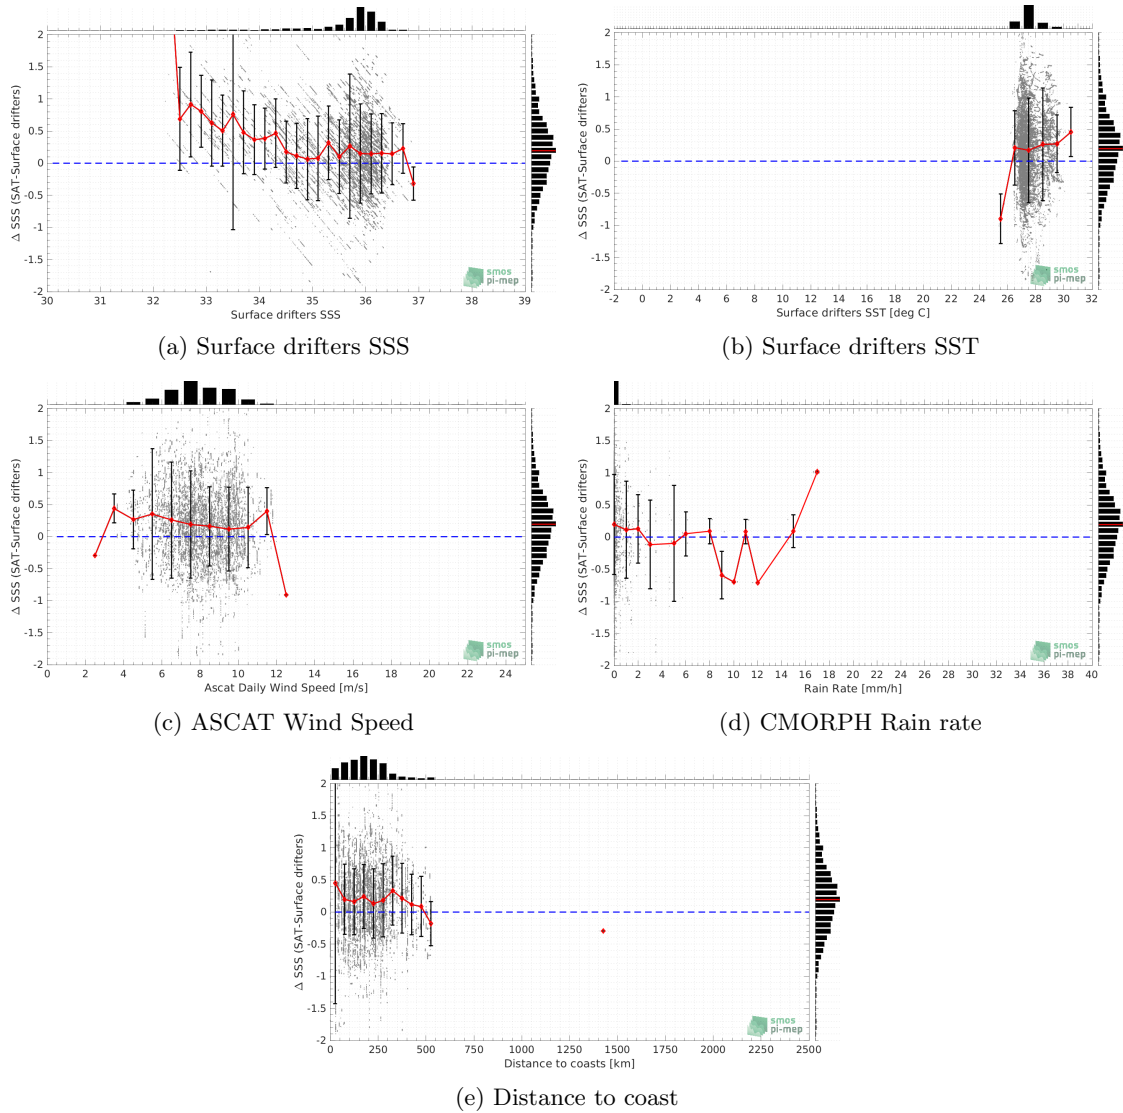 2
1.5
1
0.5
0
-0.5
-1
-1.5
-2
Δ SSS (SAT-Surface drifters)
30 31 32 33 34 35 36 37 38 39
Surface drifters SSS
smos
pi-mep
(a) Surface drifters SSS
2
1.5
1
0.5
0
-0.5
-1
-1.5
-2
Δ SSS (SAT-Surface drifters)
-2 0 2 4 6 8 10 12 14 16 18 20 22 24 26 28 30 32
Surface drifters SST [deg C]
smos
pi-mep
(b) Surface drifters SST
2
1.5
1
0.5
0
-0.5
-1
-1.5
-2
Δ SSS (SAT-Surface drifters)
0 2 4 6 8 10 12 14 16 18 20 22 24
Ascat Daily Wind Speed [m/s]
smos
pi-mep
(c) ASCAT Wind Speed
2
1.5
1
0.5
0
-0.5
-1
-1.5
-2
Δ SSS (SAT-Surface drifters)
0 2 4 6 8 10 12 14 16 18 20 22 24 26 28 30 32 34 36 38 40
Rain Rate [mm/h]
smos
pi-mep
(d) CMORPH Rain rate
2
1.5
1
0.5
0
-0.5
-1
-1.5
-2
Δ SSS (SAT-Surface drifters)
0 250 500 750 1000 1250 1500 1750 2000 2250 2500
Distance to coasts [km]
smos
pi-mep
(e) Distance to coast